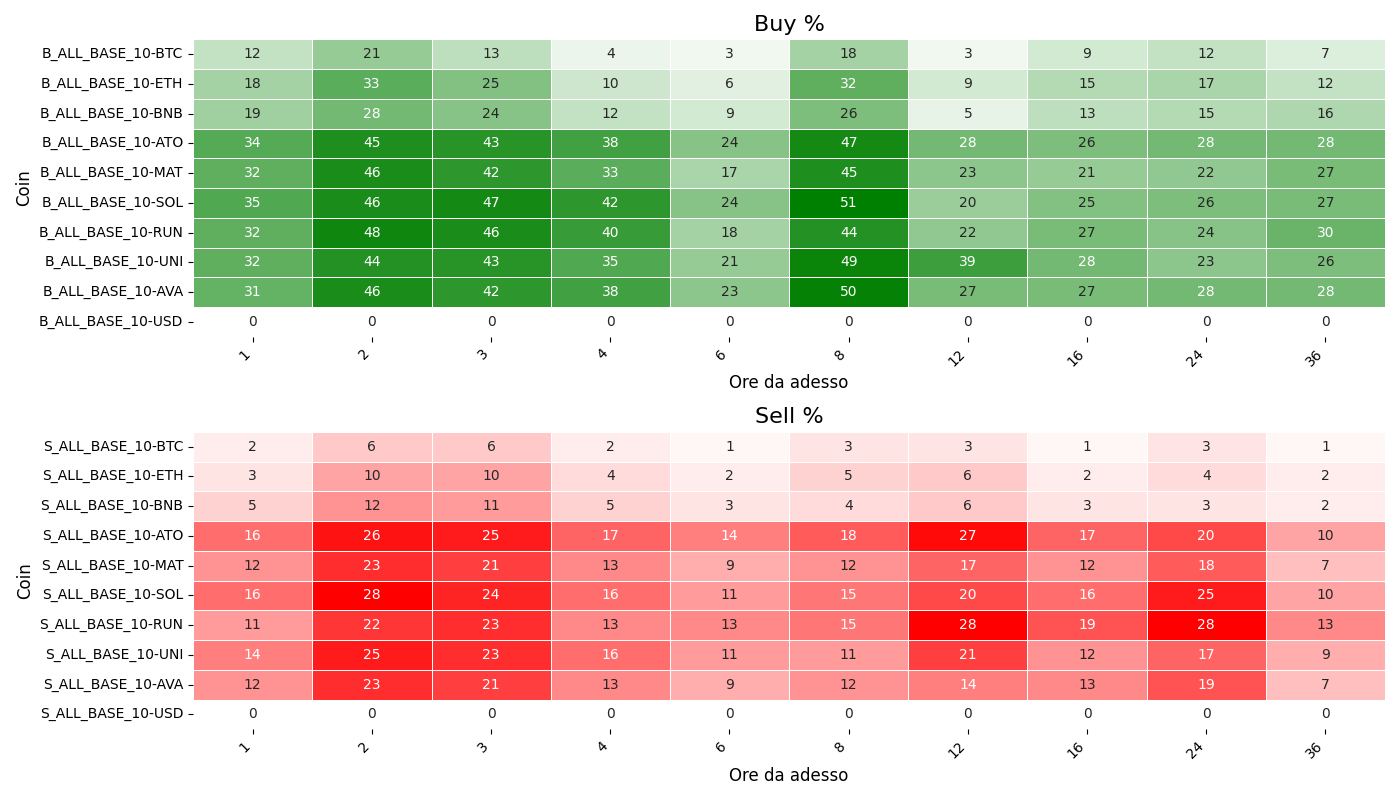 Buy %
Coin
B_ALL_BASE_10-BTC 12 21 13 4 3 18 3 9 12 7
B_ALL_BASE_10-ETH 18 33 25 10 6 32 9 15 17 12
B_ALL_BASE_10-BNB 19 28 24 12 9 26 5 13 15 16
B_ALL_BASE_10-ATO 34 45 43 38 24 47 28 26 28 28
B_ALL_BASE_10-MAT 32 46 42 33 17 45 23 21 22 27
B_ALL_BASE_10-SOL 35 46 47 42 24 51 20 25 26 27
B_ALL_BASE_10-RUN 32 48 46 40 18 44 22 27 24 30
B_ALL_BASE_10-UNI 32 44 43 35 21 49 39 28 23 26
B_ALL_BASE_10-AVA 31 46 42 38 23 50 27 27 28 28
B_ALL_BASE_10-USD 0 0 0 0 0 0 0 0 0 0
1 2 3 4 6 8 12 16 24 36
Ore da adesso
Sell %
Coin
S_ALL_BASE_10-BTC 2 6 6 2 1 3 3 1 3 1
S_ALL_BASE_10-ETH 3 10 10 4 2 5 6 2 4 2
S_ALL_BASE_10-BNB 5 12 11 5 3 4 6 3 3 2
S_ALL_BASE_10-ATO 16 26 25 17 14 18 27 17 20 10
S_ALL_BASE_10-MAT 12 23 21 13 9 12 17 12 18 7
S_ALL_BASE_10-SOL 16 28 24 16 11 15 20 16 25 10
S_ALL_BASE_10-RUN 11 22 23 13 13 15 28 19 28 13
S_ALL_BASE_10-UNI 14 25 23 16 11 11 21 12 17 9
S_ALL_BASE_10-AVA 12 23 21 13 9 12 14 13 19 7
S_ALL_BASE_10-USD 0 0 0 0 0 0 0 0 0 0
1 2 3 4 6 8 12 16 24 36
Ore da adesso